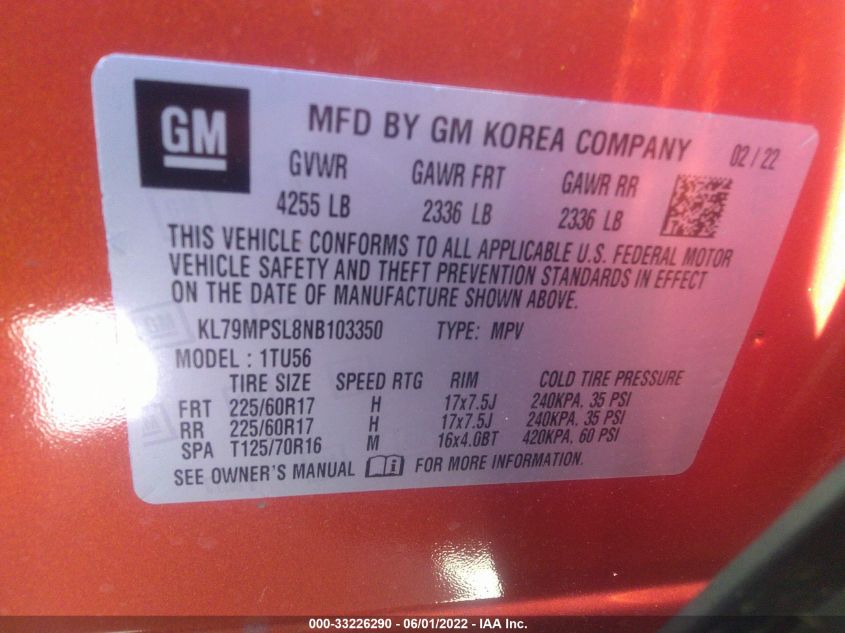 GM
MFD BY GM KOREA COMPANY 02/22
GVWR GAWR FRT GAWR RR
4255 LB 2336 LB 2336 LB
THIS VEHICLE CONFORMS TO ALL APPLICABLE U.S. FEDERAL MOTOR
VEHICLE SAFETY AND THEFT PREVENTION STANDARDS IN EFFECT
ON THE DATE OF MANUFACTURE SHOWN ABOVE.
KL79MPSL8NB103350 TYPE: MPV
MODEL : 1TU56
TIRE SIZE SPEED RTG RIM COLD TIRE PRESSURE
FRT 225/60R17 H 17x7.5J 240KPA, 35 PSI
RR 225/60R17 H 17x7.5J 240KPA, 35 PSI
SPA T125/70R16 M 16x4.0BT 420KPA, 60 PSI
SEE OWNER'S MANUAL FOR MORE INFORMATION.
000-33226290 - 06/01/2022 - IAA Inc.